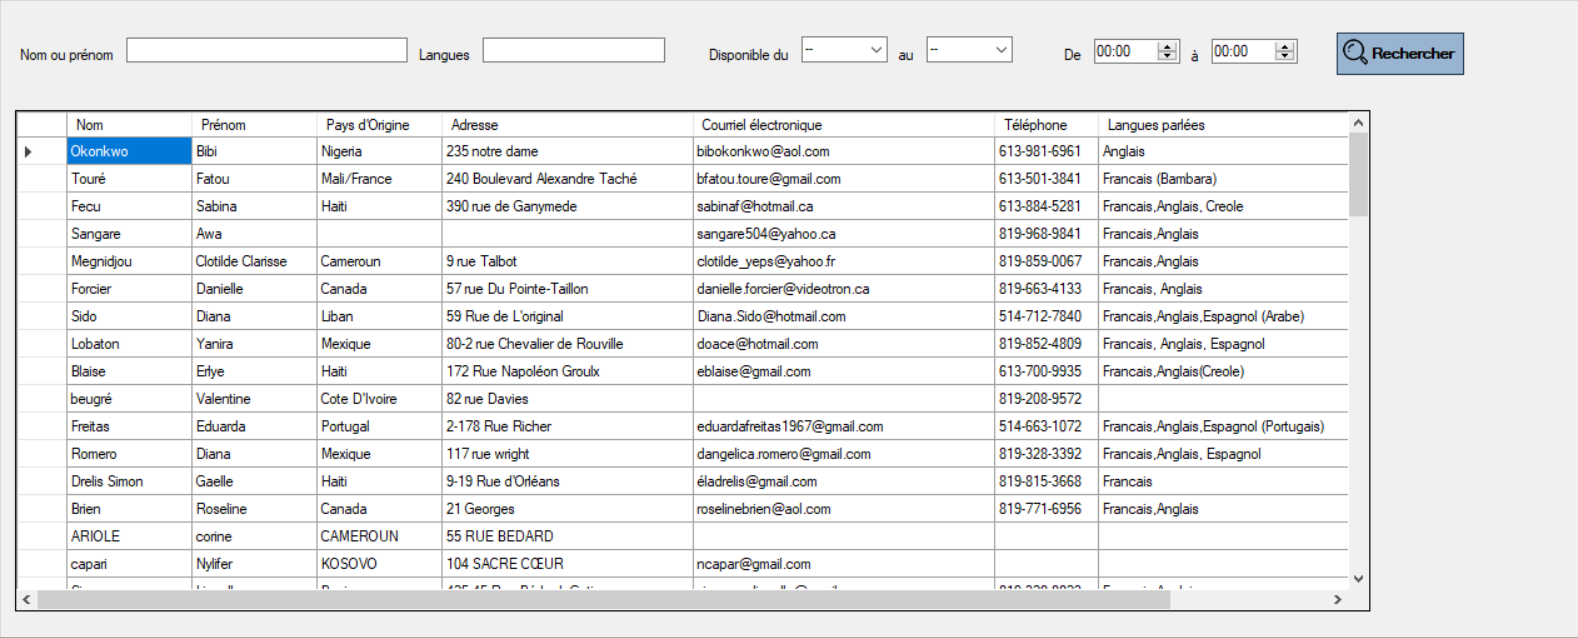 Nom ou prénom Langues Disponible du -- au -- De 00:00 à 00:00 Rechercher
Nom Prénom Pays d'Origine Adresse Courriel électronique Téléphone Langues parlées
Okonkwo Bibi Nigeria 235 notre dame bibokonkwo@aol.com 613-981-6961 Anglais
Touré Fatou Mali/France 240 Boulevard Alexandre Taché bfatou.toure@gmail.com 613-501-3841 Francais (Bambara)
Fecu Sabina Haiti 390 rue de Ganymede sabinaf@hotmail.ca 613-884-5281 Francais,Anglais, Creole
Sangare Awa sangare504@yahoo.ca 819-968-9841 Francais,Anglais
Megnidjou Clotilde Clarisse Cameroun 9 rue Talbot clotilde_yeps@yahoo.fr 819-859-0067 Francais,Anglais
Forcier Danielle Canada 57 rue Du Pointe-Taillon danielle.forcier@videotron.ca 819-663-4133 Francais, Anglais
Sido Diana Liban 59 Rue de L'original Diana.Sido@hotmail.com 514-712-7840 Francais,Anglais,Espagnol (Arabe)
Lobaton Yanira Mexique 80-2 rue Chevalier de Rouville doace@hotmail.com 819-852-4809 Francais, Anglais, Espagnol
Blaise Erlye Haiti 172 Rue Napoléon Groulx eblaise@gmail.com 613-700-9935 Francais,Anglais(Creole)
beugré Valentine Cote D'Ivoire 82 rue Davies 819-208-9572
Freitas Eduarda Portugal 2-178 Rue Richer eduardafreitas1967@gmail.com 514-663-1072 Francais,Anglais,Espagnol (Portugais)
Romero Diana Mexique 117 rue wright dangelica.romero@gmail.com 819-328-3392 Francais,Anglais, Espagnol
Drelis Simon Gaelle Haiti 9-19 Rue d'Orléans éladrelis@gmail.com 819-815-3668 Francais
Brien Roseline Canada 21 Georges roselinebrien@aol.com 819-771-6956 Francais,Anglais
ARIOLE corine CAMEROUN 55 RUE BEDARD
capari Nylifer KOSOVO 104 SACRE CŒUR ncapar@gmail.com